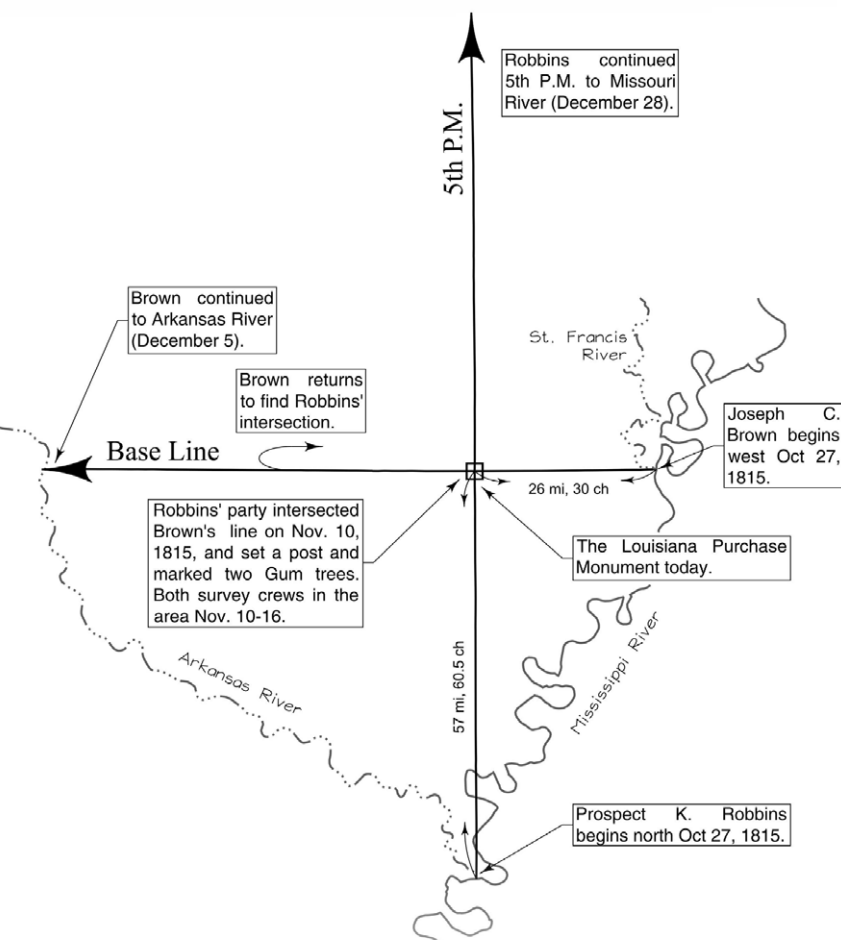 Robbins continued
5th P.M. to Missouri
River (December 28).
5th P.M.
Brown continued
to Arkansas River
(December 5).
St. Francis
River
Brown returns
to find Robbins'
intersection.
Joseph C.
Brown begins
west Oct 27,
1815.
Base Line
26 mi, 30 ch
Robbins' party intersected
Brown's line on Nov. 10,
1815, and set a post and
marked two Gum trees.
Both survey crews in the
area Nov. 10-16.
The Louisiana Purchase
Monument today.
Arkansas River
57 mi, 60.5 ch
Mississippi River
Prospect K. Robbins
begins north Oct 27, 1815.